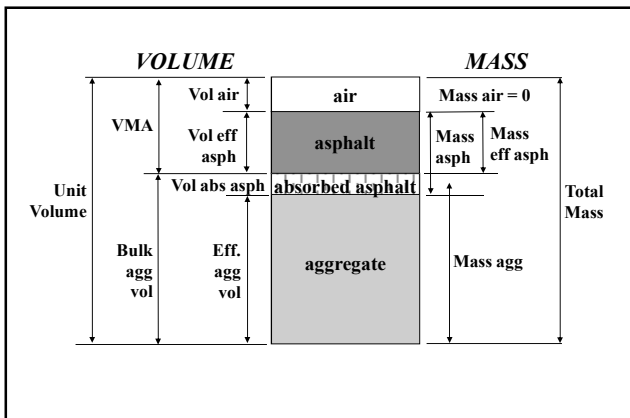 VOLUME
MASS
Vol air
air
Mass air = 0
VMA
Vol eff
asph
asphalt
Mass
asph
Mass
eff asph
Vol abs asph
absorbed asphalt
Unit
Volume
Total
Mass
Bulk
agg
vol
Eff.
agg
vol
aggregate
Mass agg